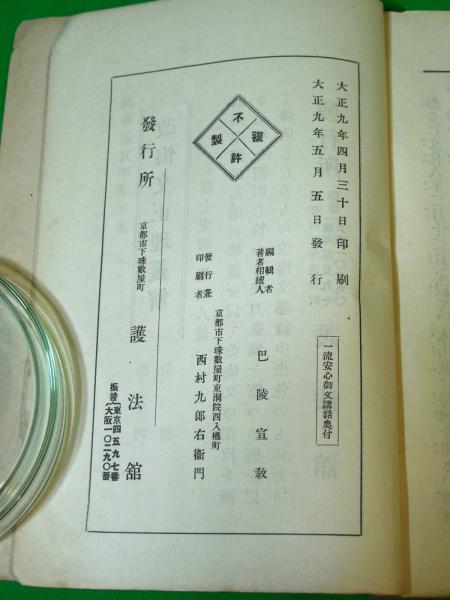 大正九年四月三十日印刷
大正九年五月五日發行
一流安心御文講話奥付
不許複製
編輯者
著者相續人
巴陵宣教
發行兼
印刷者
京都市下珠數屋町東洞院西入橘町
西村九郎右衞門
發行所
京都市下珠數屋町
護法館
振替{東京四五九七番
大阪一〇二九〇番